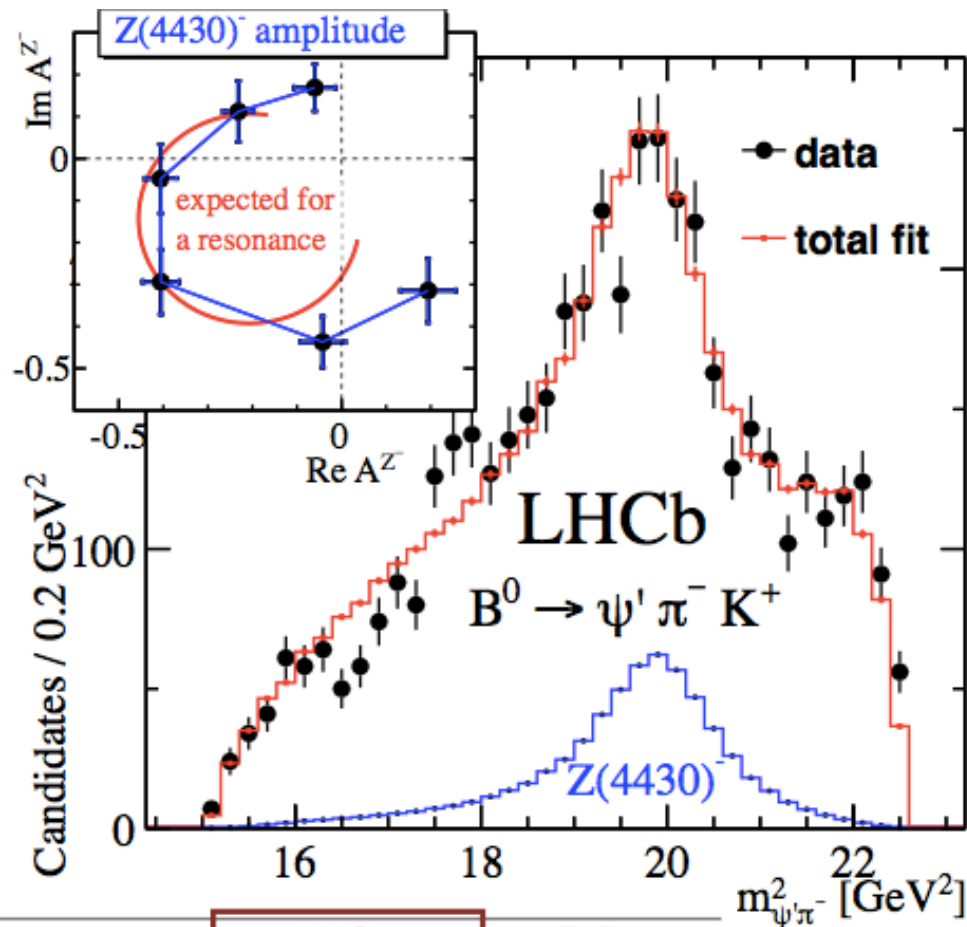 Z(4430)⁻ amplitude
Im A^Z⁻
0
-0.5
expected for
a resonance
-0.5
0
Re A^Z⁻
data
total fit
LHCb
B⁰ → ψ' π⁻ K⁺
Z(4430)⁻
Candidates / 0.2 GeV²
100
0
16
18
20
22
m²_ψ'π⁻ [GeV²]